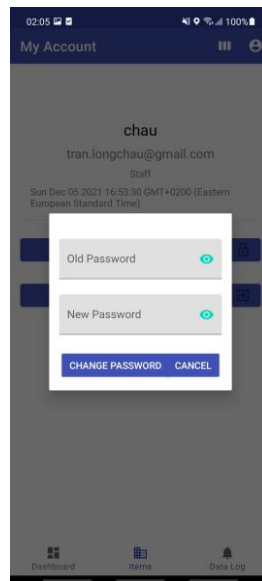 02:05 100%
My Account
chau
tran.longchau@gmail.com
Staff
Sun Dec 05 2021 16:53:30 GMT+0200 (Eastern
European Standard Time)
Old Password
New Password
CHANGE PASSWORD CANCEL
Dashboard Items Data Log